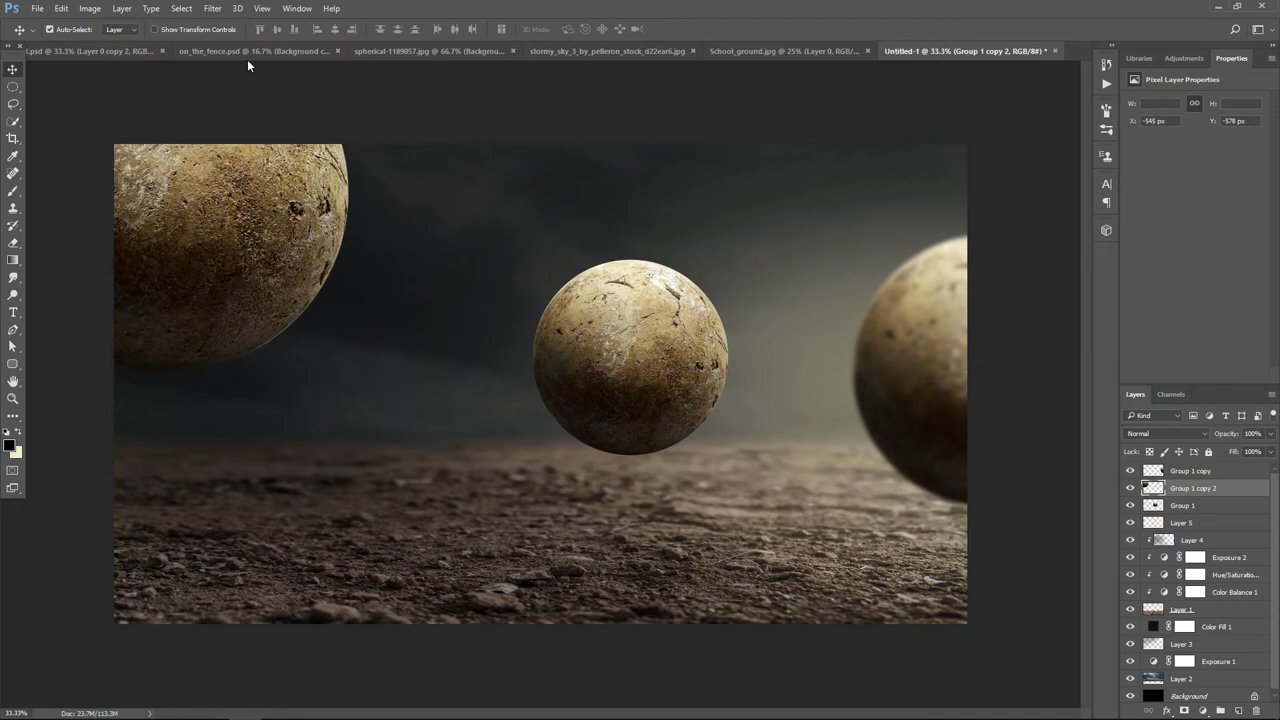 Ps File Edit Image Layer Type Select Filter 3D View Window Help
Auto-Select: Layer Show Transform Controls 3D Mode:
t.psd @ 33.3% (Layer 0 copy 2, RGB... × on_the_fence.psd @ 16.7% (Background c... × spherical-1189057.jpg @ 66.7% (Backgrou... × stormy_sky_3_by_pelleron_stock_d22ear6.jpg × School_ground.jpg @ 25% (Layer 0, RGB/... × Untitled-1 @ 33.3% (Group 1 copy 2, RGB/8#) * ×
Libraries Adjustments Properties
Pixel Layer Properties
W: H:
X: -545 px Y: -578 px
Layers Channels
Kind
Normal Opacity: 100%
Lock: Fill: 100%
Group 1 copy
Group 1 copy 2
Group 1
Layer 5
Layer 4
Exposure 2
Hue/Saturatio...
Color Balance 1
Layer 1
Color Fill 1
Layer 3
Exposure 1
Layer 2
Background
33.33% Doc: 23.7M/113.3M